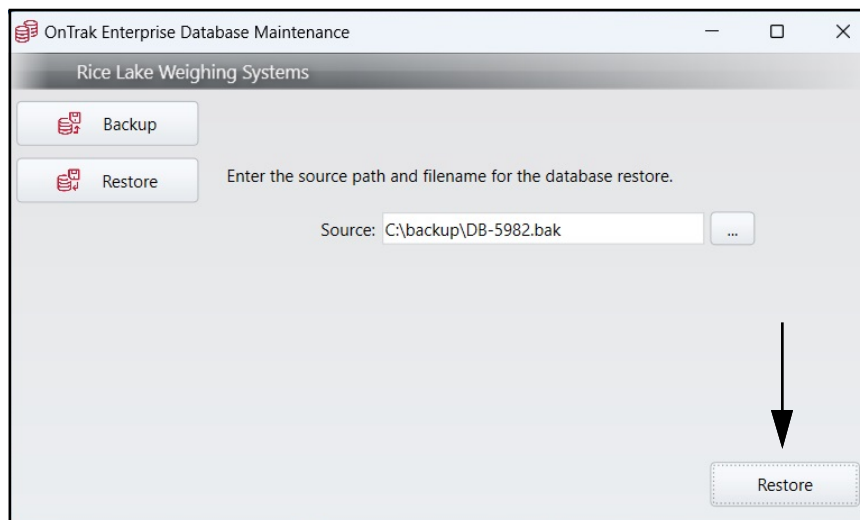 OnTrak Enterprise Database Maintenance
Rice Lake Weighing Systems
Backup
Restore
Enter the source path and filename for the database restore.
Source: C:\backup\DB-5982.bak ...
Restore